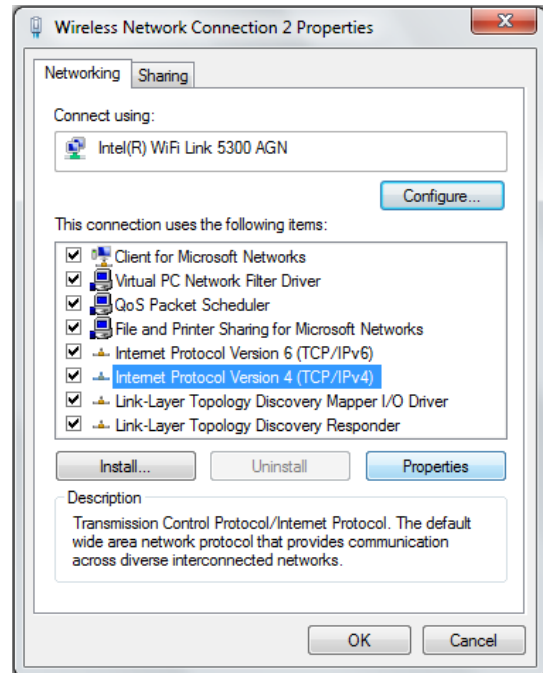 Wireless Network Connection 2 Properties
Networking Sharing
Connect using:
Intel(R) WiFi Link 5300 AGN
Configure...
This connection uses the following items:
Client for Microsoft Networks
Virtual PC Network Filter Driver
QoS Packet Scheduler
File and Printer Sharing for Microsoft Networks
Internet Protocol Version 6 (TCP/IPv6)
Internet Protocol Version 4 (TCP/IPv4)
Link-Layer Topology Discovery Mapper I/O Driver
Link-Layer Topology Discovery Responder
Install... Uninstall Properties
Description
Transmission Control Protocol/Internet Protocol. The default
wide area network protocol that provides communication
across diverse interconnected networks.
OK Cancel